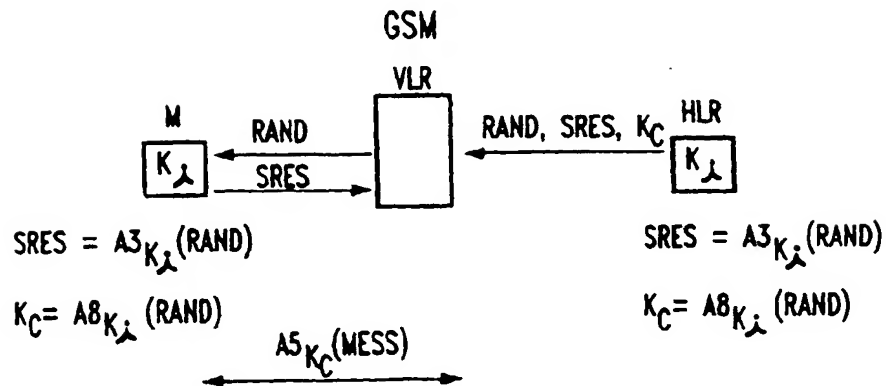 GSM
VLR
M
HLR
RAND
RAND, SRES, K_C
K_i
K_i
SRES
SRES = A3_{K_i}(RAND)
SRES = A3_{K_i}(RAND)
K_C = A8_{K_i}(RAND)
K_C = A8_{K_i}(RAND)
A5_{K_C}(MESS)